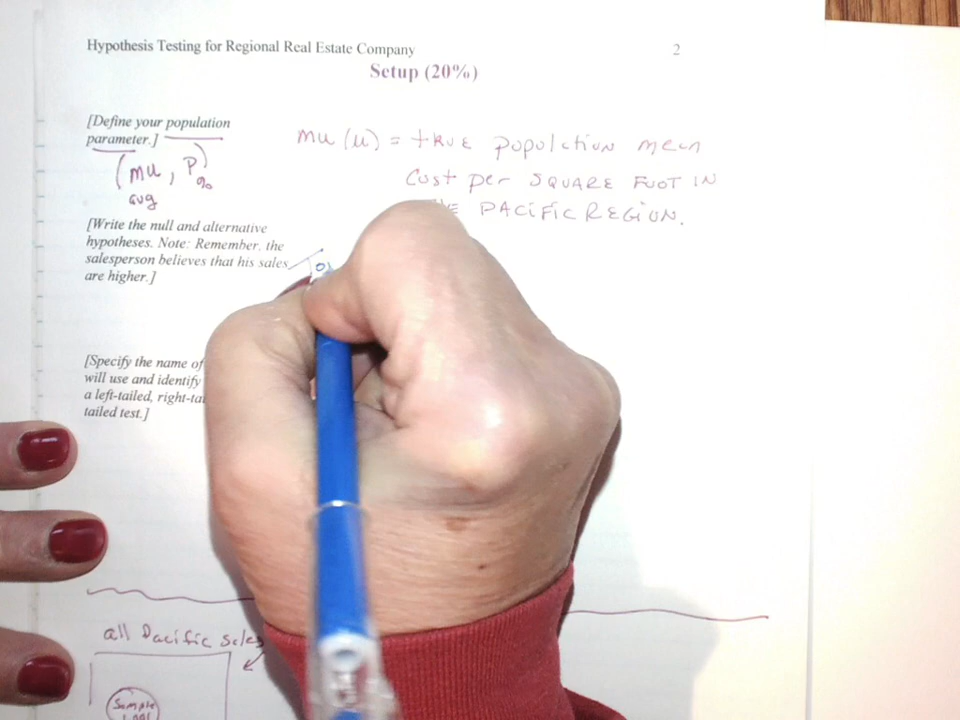 Hypothesis Testing for Regional Real Estate Company 2
Setup (20%)
[Define your population
parameter.]
(mu, P)
avg %
mu (u) = truE populction mecn
Cost per SQUARE FOOT IN
PACIFIC REGION.
[Write the null and alternative
hypotheses. Note: Remember, the
salesperson believes that his sales
are higher.]
[Specify the name of
will use and identify
a left-tailed, right-ta
tailed test.]
all Pacific Sales
Sample